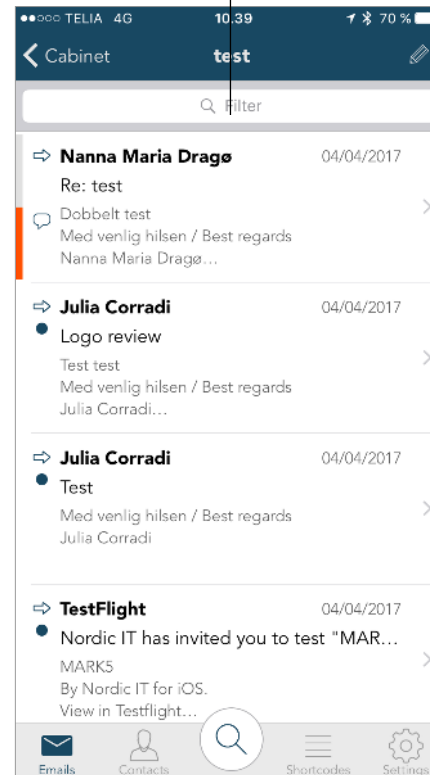 TELIA 4G 10.39 70 %
Cabinet test
Filter
Nanna Maria Dragø 04/04/2017
Re: test
Dobbelt test
Med venlig hilsen / Best regards
Nanna Maria Dragø...
Julia Corradi 04/04/2017
Logo review
Test test
Med venlig hilsen / Best regards
Julia Corradi...
Julia Corradi 04/04/2017
Test
Med venlig hilsen / Best regards
Julia Corradi
TestFlight 04/04/2017
Nordic IT has invited you to test "MAR...
MARK5
By Nordic IT for iOS.
View in Testflight...
Emails Contacts Shortcodes Settings